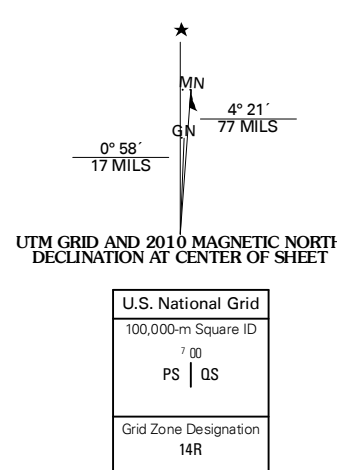 ★
MN
4° 21´
77 MILS
GN
0° 58´
17 MILS
UTM GRID AND 2010 MAGNETIC NORTH
DECLINATION AT CENTER OF SHEET
U.S. National Grid
100,000-m Square ID
7 00
PS | QS
Grid Zone Designation
14R